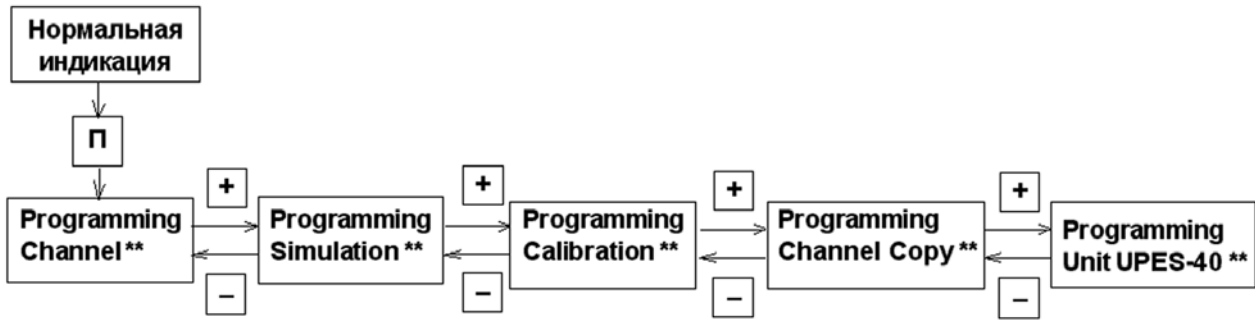 Нормальная
индикация
П
+
+
+
+
Programming
Channel **
Programming
Simulation **
Programming
Calibration **
Programming
Channel Copy **
Programming
Unit UPES-40 **
–
–
–
–